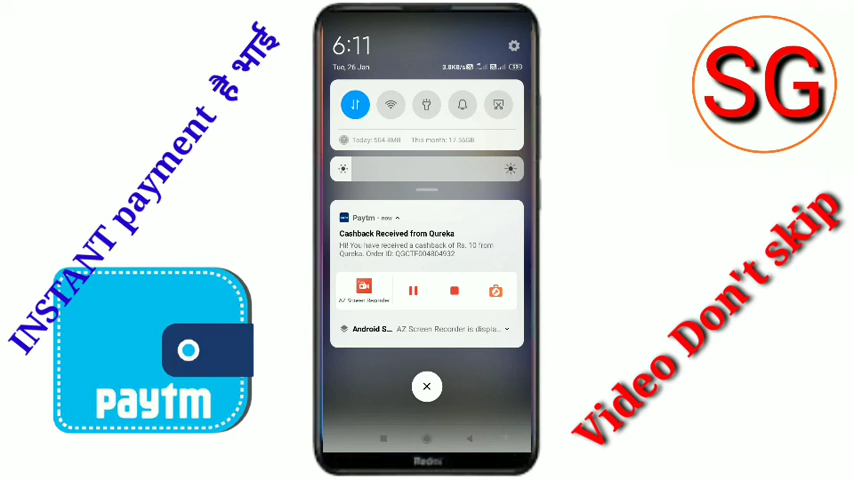 INSTANT payment है भाई
paytm
6:11
Tue, 26 Jan
3.8KB/s
Today: 504.8MB This month: 17.56GB
Paytm • now
Cashback Received from Qureka
Hi! You have received a cashback of Rs. 10 from
Qureka. Order ID: QGCTF004804932
AZ Screen Recorder
Android S... AZ Screen Recorder is displa...
Redmi
SG
Video Don't skip